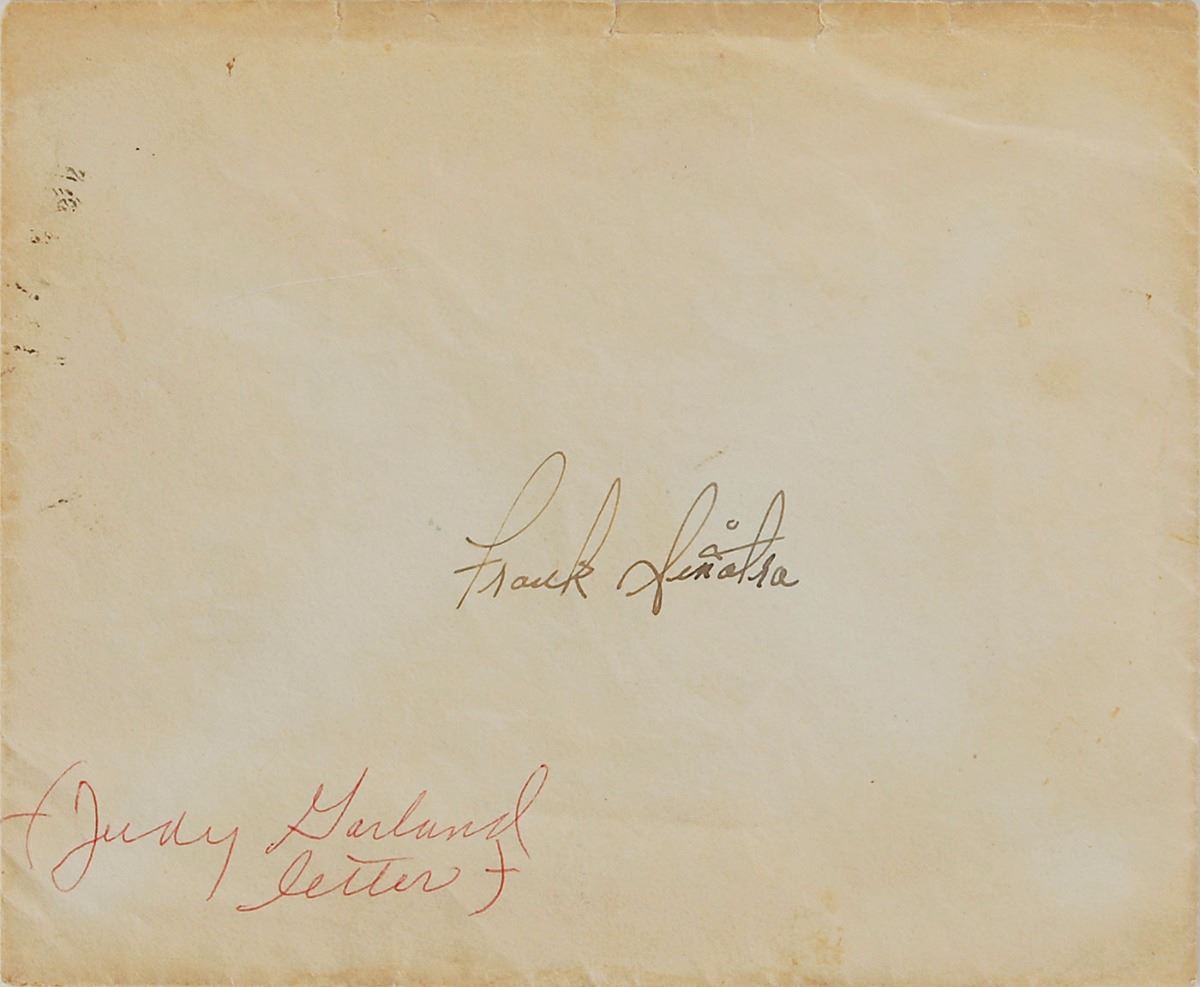 Frank Sinatra
(Judy Garland
letter)